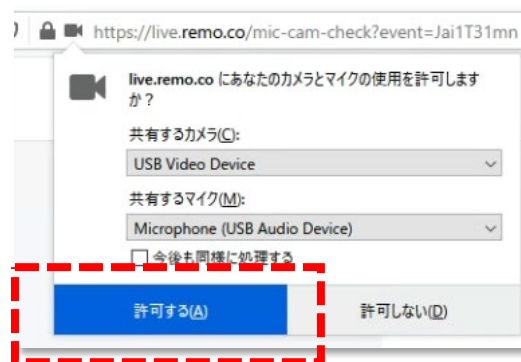 https://live.remo.co/mic-cam-check?event=Jai1T31mn
live.remo.co にあなたのカメラとマイクの使用を許可します
か？
共有するカメラ(C):
USB Video Device
共有するマイク(M):
Microphone (USB Audio Device)
今後も同様に処理する
許可する(A)
許可しない(D)